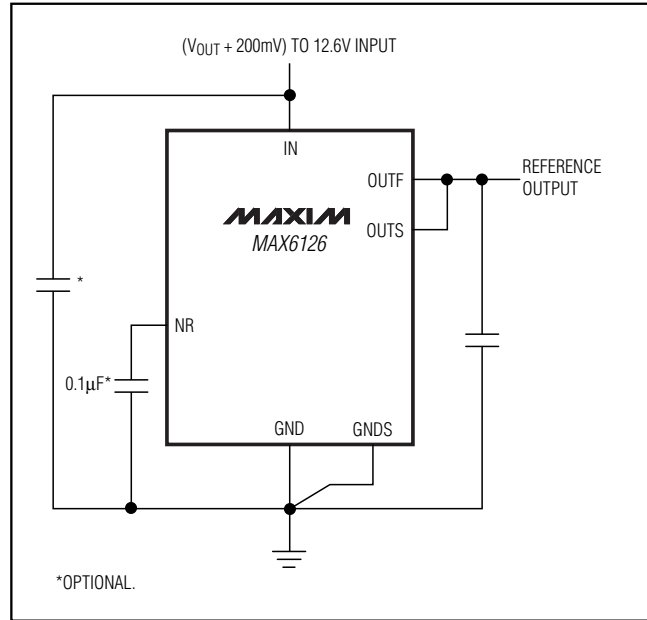 (VOUT + 200mV) TO 12.6V INPUT
IN
OUTF
REFERENCE
OUTPUT
MAXIM
OUTS
MAX6126
*
NR
0.1µF*
GND
GNDS
*OPTIONAL.